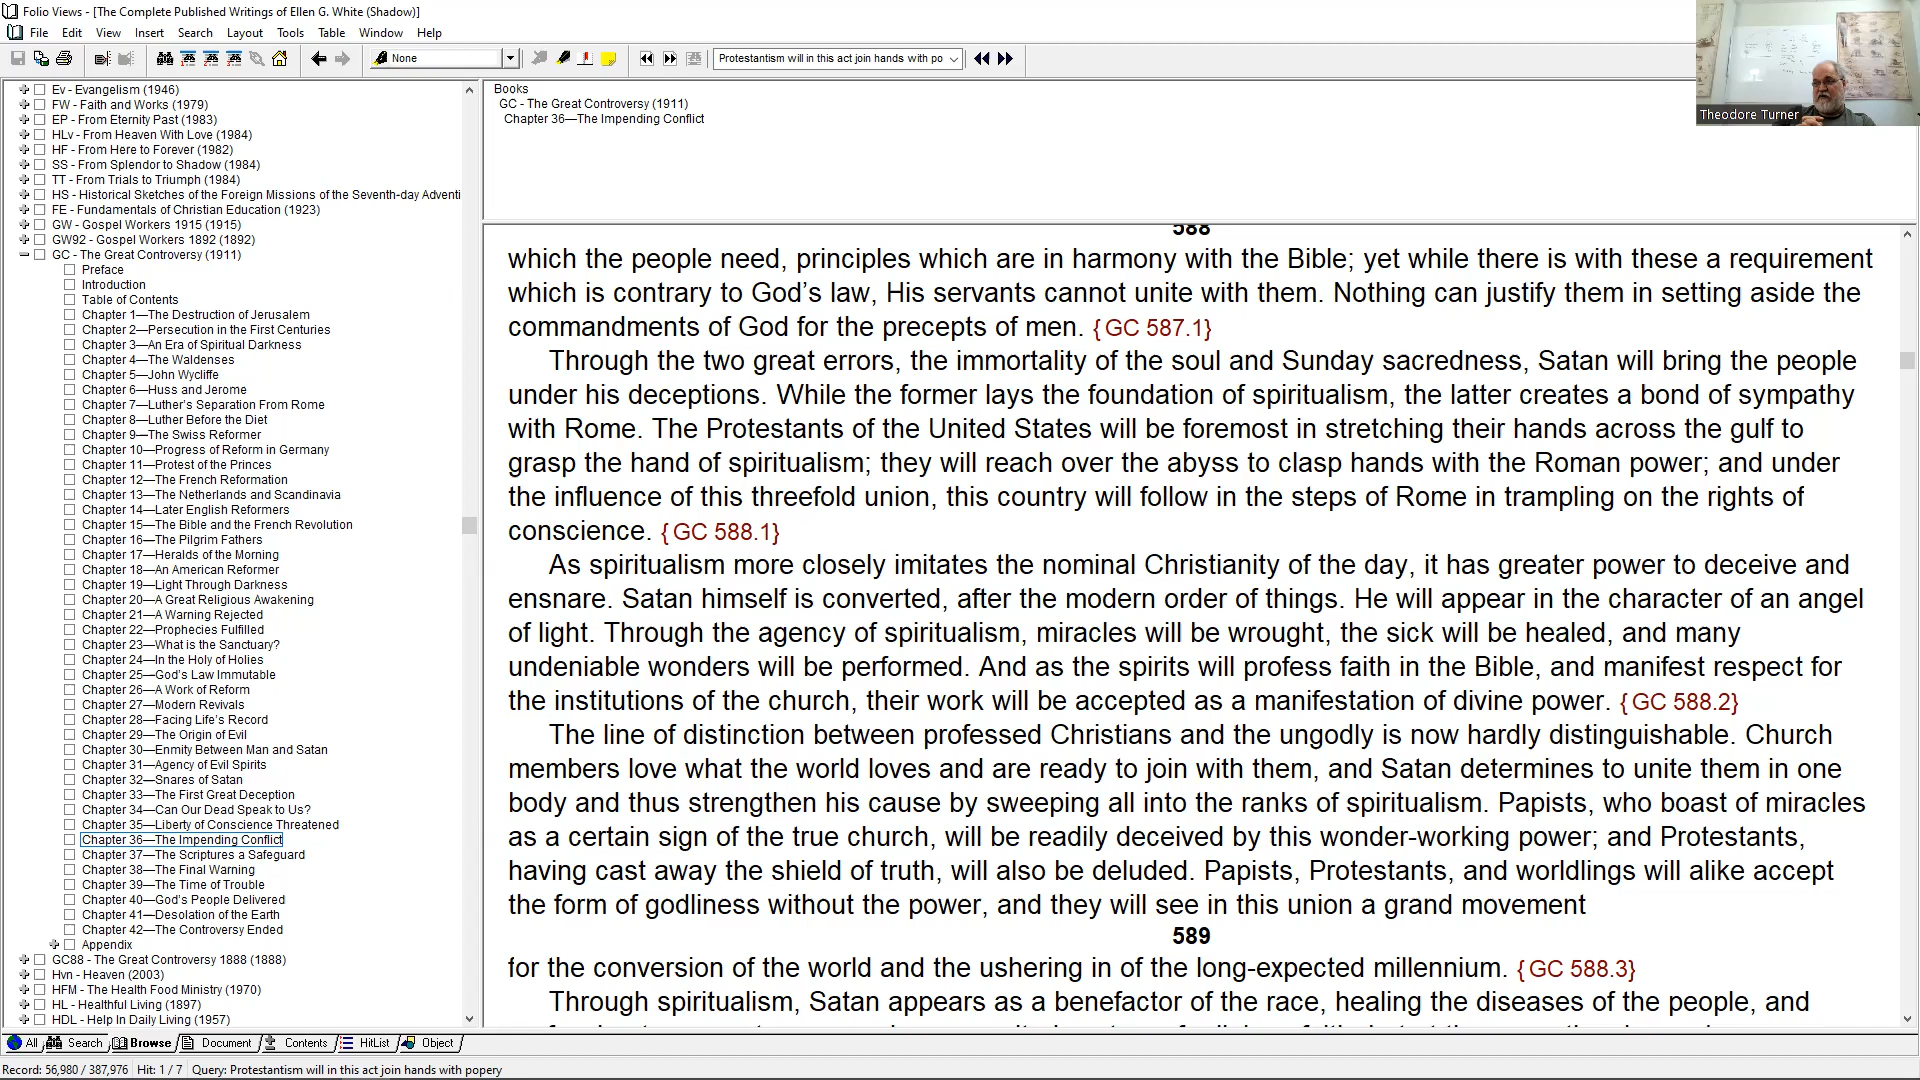 Folio Views - [The Complete Published Writings of Ellen G. White (Shadow)]
File Edit View Insert Search Layout Tools Table Window Help
None
Protestantism will in this act join hands with po
Theodore Turner
Ev - Evangelism (1946)
FW - Faith and Works (1979)
EP - From Eternity Past (1983)
HLv - From Heaven With Love (1984)
HF - From Here to Forever (1982)
SS - From Splendor to Shadow (1984)
TT - From Trials to Triumph (1984)
HS - Historical Sketches of the Foreign Missions of the Seventh-day Adventi
FE - Fundamentals of Christian Education (1923)
GW - Gospel Workers 1915 (1915)
GW92 - Gospel Workers 1892 (1892)
GC - The Great Controversy (1911)
Preface
Introduction
Table of Contents
Chapter 1—The Destruction of Jerusalem
Chapter 2—Persecution in the First Centuries
Chapter 3—An Era of Spiritual Darkness
Chapter 4—The Waldenses
Chapter 5—John Wycliffe
Chapter 6—Huss and Jerome
Chapter 7—Luther's Separation From Rome
Chapter 8—Luther Before the Diet
Chapter 9—The Swiss Reformer
Chapter 10—Progress of Reform in Germany
Chapter 11—Protest of the Princes
Chapter 12—The French Reformation
Chapter 13—The Netherlands and Scandinavia
Chapter 14—Later English Reformers
Chapter 15—The Bible and the French Revolution
Chapter 16—The Pilgrim Fathers
Chapter 17—Heralds of the Morning
Chapter 18—An American Reformer
Chapter 19—Light Through Darkness
Chapter 20—A Great Religious Awakening
Chapter 21—A Warning Rejected
Chapter 22—Prophecies Fulfilled
Chapter 23—What is the Sanctuary?
Chapter 24—In the Holy of Holies
Chapter 25—God's Law Immutable
Chapter 26—A Work of Reform
Chapter 27—Modern Revivals
Chapter 28—Facing Life's Record
Chapter 29—The Origin of Evil
Chapter 30—Enmity Between Man and Satan
Chapter 31—Agency of Evil Spirits
Chapter 32—Snares of Satan
Chapter 33—The First Great Deception
Chapter 34—Can Our Dead Speak to Us?
Chapter 35—Liberty of Conscience Threatened
Chapter 36—The Impending Conflict
Chapter 37—The Scriptures a Safeguard
Chapter 38—The Final Warning
Chapter 39—The Time of Trouble
Chapter 40—God's People Delivered
Chapter 41—Desolation of the Earth
Chapter 42—The Controversy Ended
Appendix
GC88 - The Great Controversy 1888 (1888)
Hvn - Heaven (2003)
HFM - The Health Food Ministry (1970)
HL - Healthful Living (1897)
HDL - Help In Daily Living (1957)
Books
GC - The Great Controversy (1911)
Chapter 36—The Impending Conflict
588
which the people need, principles which are in harmony with the Bible; yet while there is with these a requirement
which is contrary to God's law, His servants cannot unite with them. Nothing can justify them in setting aside the
commandments of God for the precepts of men. {GC 587.1}
Through the two great errors, the immortality of the soul and Sunday sacredness, Satan will bring the people
under his deceptions. While the former lays the foundation of spiritualism, the latter creates a bond of sympathy
with Rome. The Protestants of the United States will be foremost in stretching their hands across the gulf to
grasp the hand of spiritualism; they will reach over the abyss to clasp hands with the Roman power; and under
the influence of this threefold union, this country will follow in the steps of Rome in trampling on the rights of
conscience. {GC 588.1}
As spiritualism more closely imitates the nominal Christianity of the day, it has greater power to deceive and
ensnare. Satan himself is converted, after the modern order of things. He will appear in the character of an angel
of light. Through the agency of spiritualism, miracles will be wrought, the sick will be healed, and many
undeniable wonders will be performed. And as the spirits will profess faith in the Bible, and manifest respect for
the institutions of the church, their work will be accepted as a manifestation of divine power. {GC 588.2}
The line of distinction between professed Christians and the ungodly is now hardly distinguishable. Church
members love what the world loves and are ready to join with them, and Satan determines to unite them in one
body and thus strengthen his cause by sweeping all into the ranks of spiritualism. Papists, who boast of miracles
as a certain sign of the true church, will be readily deceived by this wonder-working power; and Protestants,
having cast away the shield of truth, will also be deluded. Papists, Protestants, and worldlings will alike accept
the form of godliness without the power, and they will see in this union a grand movement
589
for the conversion of the world and the ushering in of the long-expected millennium. {GC 588.3}
Through spiritualism, Satan appears as a benefactor of the race, healing the diseases of the people, and
All Search Browse Document Contents HitList Object
Record: 56,980 / 387,976 Hit: 1 / 7 Query: Protestantism will in this act join hands with popery